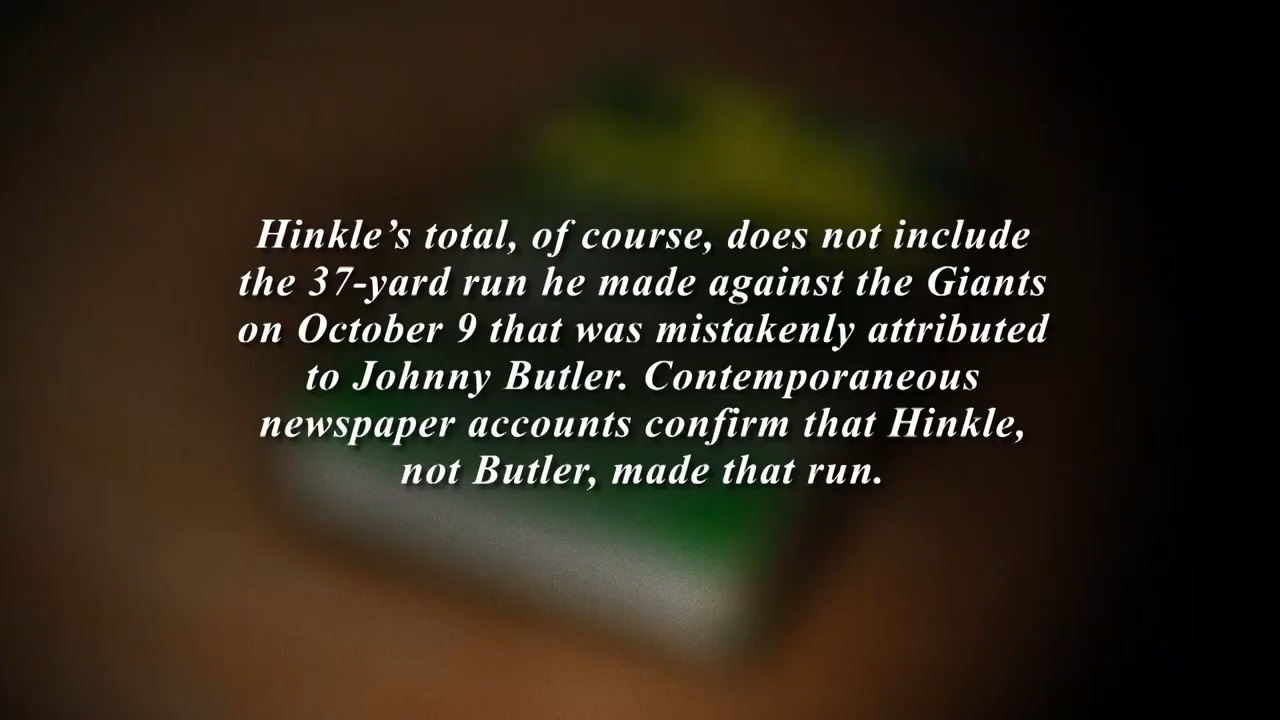 Hinkle’s total, of course, does not include
the 37-yard run he made against the Giants
on October 9 that was mistakenly attributed
to Johnny Butler. Contemporaneous
newspaper accounts confirm that Hinkle,
not Butler, made that run.